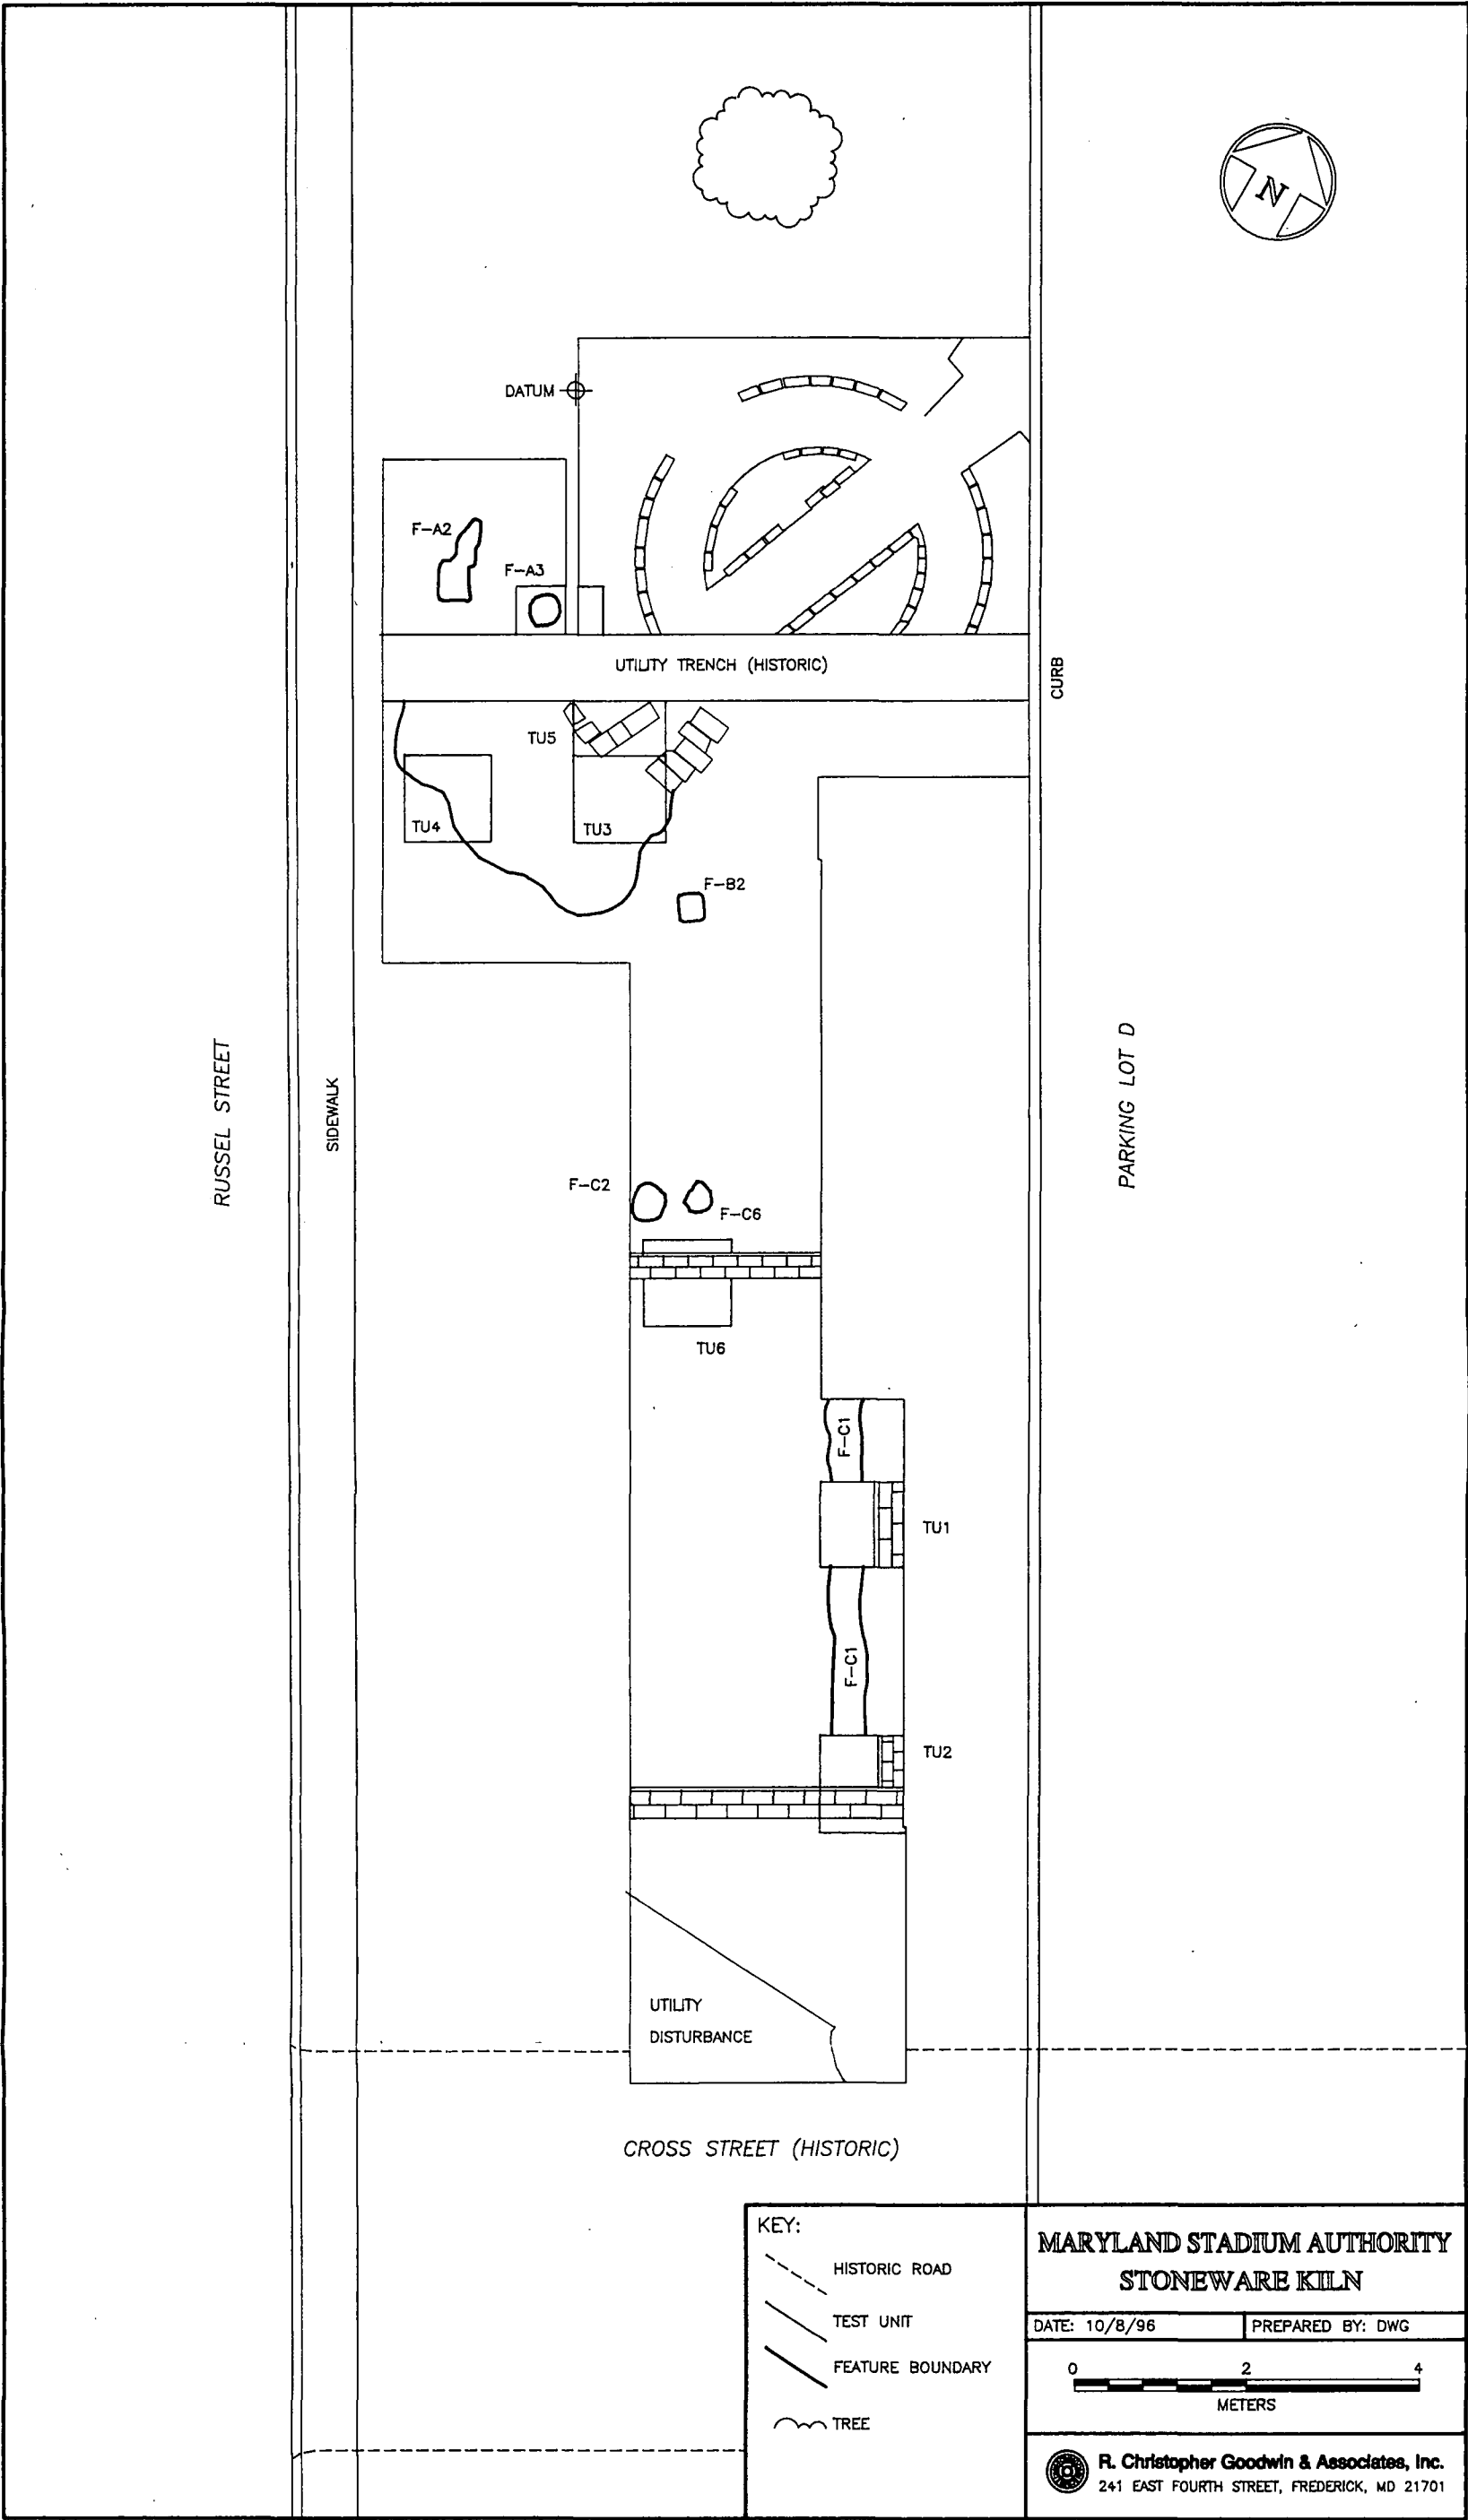 N
DATUM
F-A2
F-A3
UTILITY TRENCH (HISTORIC)
CURB
TU5
TU4
TU3
F-B2
RUSSEL STREET
SIDEWALK
PARKING LOT D
F-C2
F-C6
TU6
F-C1
TU1
F-C1
TU2
UTILITY
DISTURBANCE
CROSS STREET (HISTORIC)
KEY:
HISTORIC ROAD
TEST UNIT
FEATURE BOUNDARY
TREE
MARYLAND STADIUM AUTHORITY
STONEWARE KILN
DATE: 10/8/96
PREPARED BY: DWG
0 2 4
METERS
R. Christopher Goodwin & Associates, Inc.
241 EAST FOURTH STREET, FREDERICK, MD 21701